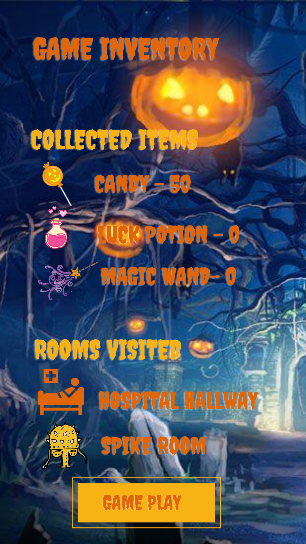 GAME INVENTORY
COLLECTED ITEMS
CANDY - 50
LUCK POTION - 0
MAGIC WAND- 0
ROOMS VISITED
HOSPITAL HALLWAY
SPIKE ROOM
GAME PLAY